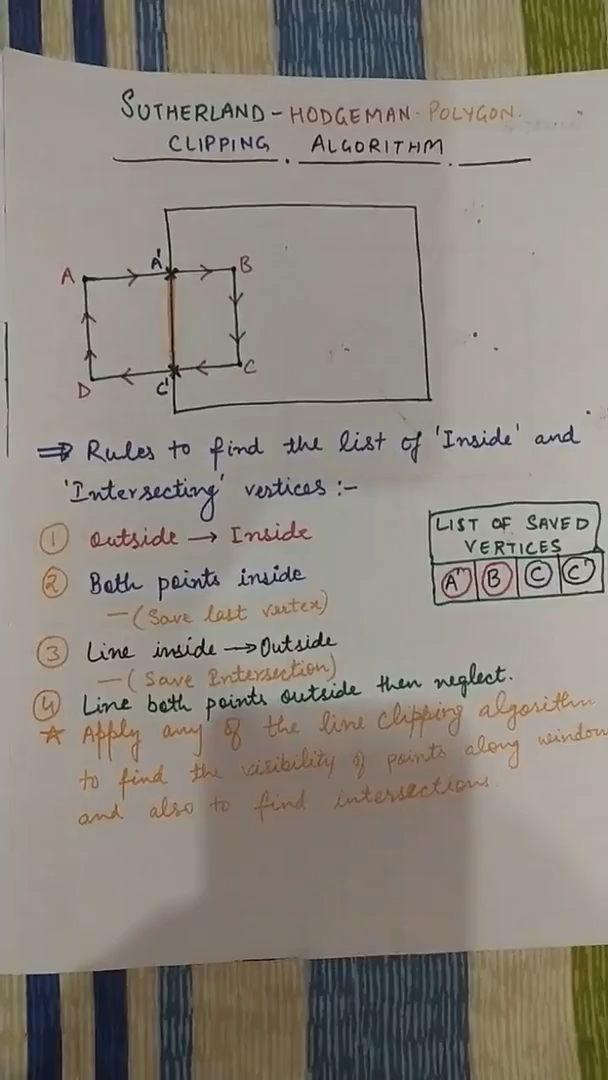 SUTHERLAND-HODGEMAN-POLYGON
CLIPPING. ALGORITHM.
A A' B
D C' C
⇒ Rules to find the list of 'Inside' and
'Intersecting' vertices :-
① Outside → Inside
② Both points inside
-(Save last vertex)
③ Line inside → Outside
-(Save Intersection)
④ Line both points outside then neglect.
LIST OF SAVED
VERTICES
A' B C C'
☆ Apply any of the line clipping algorithm
to find the visibility of points along window
and also to find intersections.